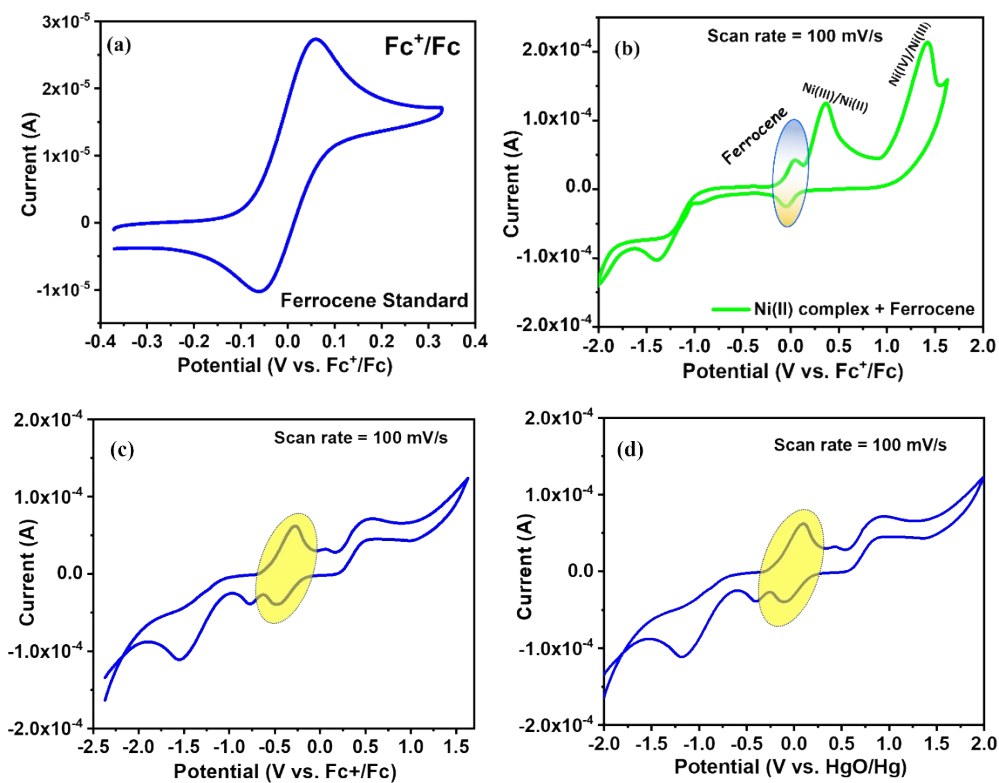 (a)
Fc⁺/Fc
Ferrocene Standard
Current (A)
3x10⁻⁵
2x10⁻⁵
1x10⁻⁵
0
-1x10⁻⁵
-0.4 -0.3 -0.2 -0.1 0.0 0.1 0.2 0.3 0.4
Potential (V vs. Fc⁺/Fc)
(b)
Scan rate = 100 mV/s
Ferrocene
Ni(III)/Ni(II)
Ni(IV)/Ni(III)
Ni(II) complex + Ferrocene
Current (A)
2.0x10⁻⁴
1.0x10⁻⁴
0.0
-1.0x10⁻⁴
-2.0x10⁻⁴
-2.0 -1.5 -1.0 -0.5 0.0 0.5 1.0 1.5 2.0
Potential (V vs. Fc⁺/Fc)
(c)
Scan rate = 100 mV/s
Current (A)
2.0x10⁻⁴
1.0x10⁻⁴
0.0
-1.0x10⁻⁴
-2.0x10⁻⁴
-2.5 -2.0 -1.5 -1.0 -0.5 0.0 0.5 1.0 1.5
Potential (V vs. Fc+/Fc)
(d)
Scan rate = 100 mV/s
Current (A)
2.0x10⁻⁴
1.0x10⁻⁴
0.0
-1.0x10⁻⁴
-2.0x10⁻⁴
-2.0 -1.5 -1.0 -0.5 0.0 0.5 1.0 1.5 2.0
Potential (V vs. HgO/Hg)